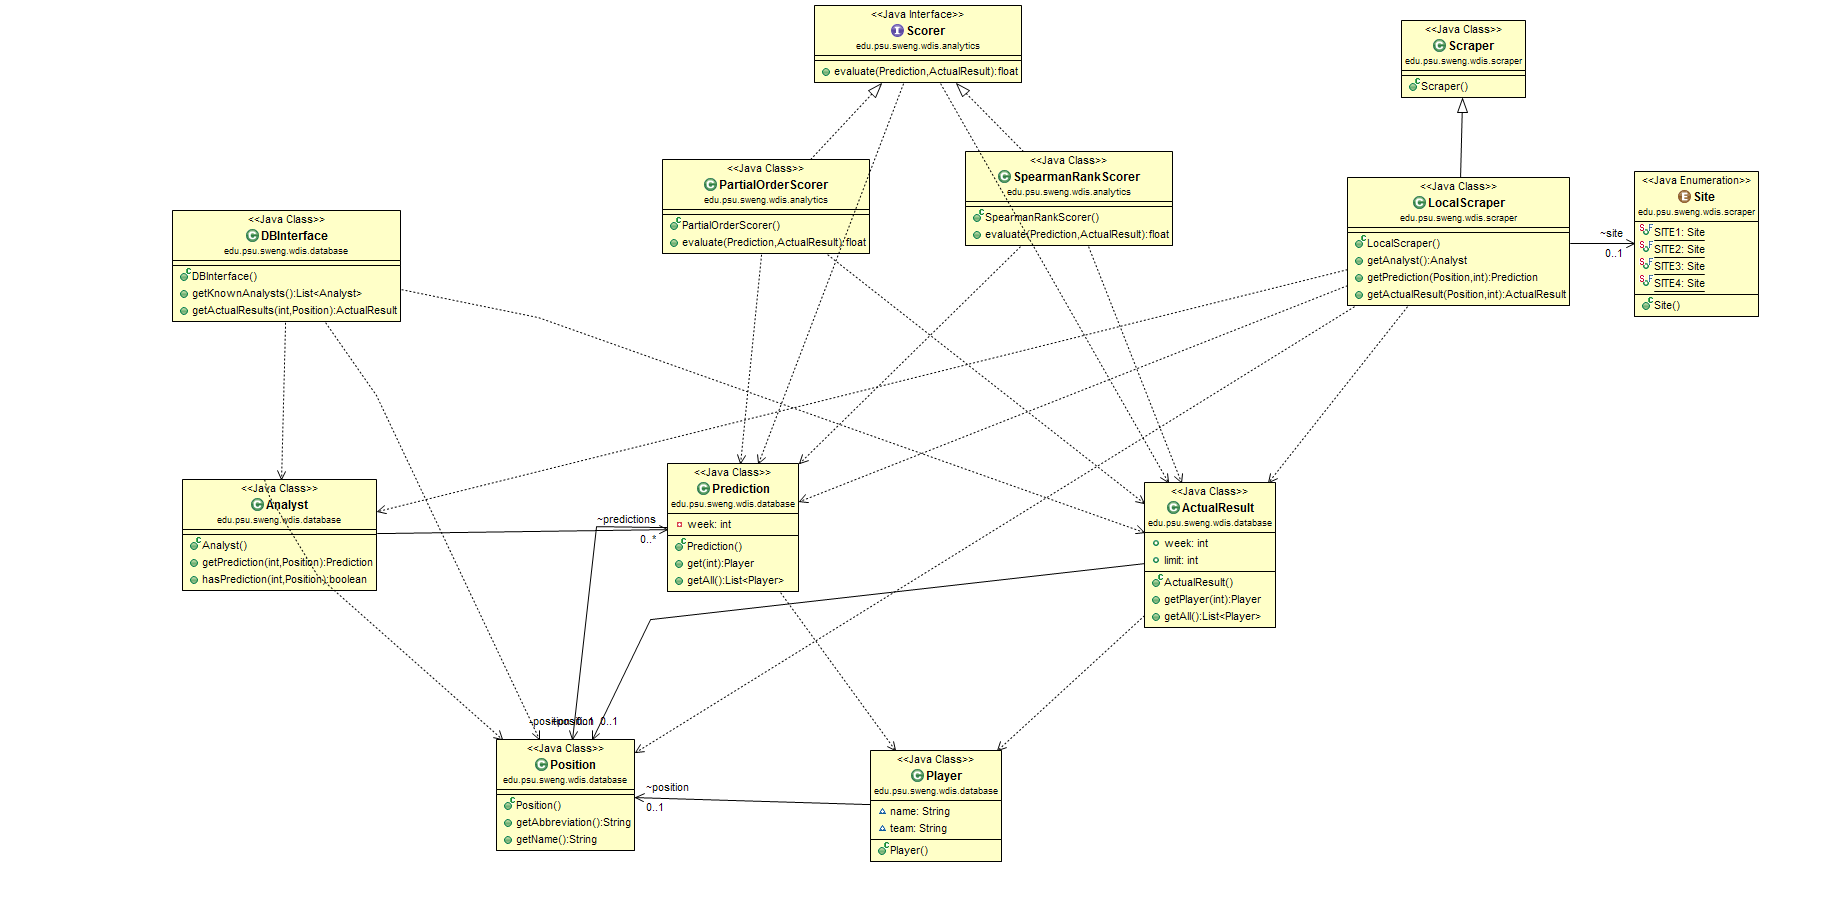 <<Java Interface>>
Scorer
edu.psu.sweng.wdis.analytics
evaluate(Prediction,ActualResult):float
<<Java Class>>
Scraper
edu.psu.sweng.wdis.scraper
Scraper()
<<Java Class>>
PartialOrderScorer
edu.psu.sweng.wdis.analytics
PartialOrderScorer()
evaluate(Prediction,ActualResult):float
<<Java Class>>
SpearmanRankScorer
edu.psu.sweng.wdis.analytics
SpearmanRankScorer()
evaluate(Prediction,ActualResult):float
<<Java Class>>
LocalScraper
edu.psu.sweng.wdis.scraper
LocalScraper()
getAnalyst():Analyst
getPrediction(Position,int):Prediction
getActualResult(Position,int):ActualResult
~site
0..1
<<Java Enumeration>>
Site
edu.psu.sweng.wdis.scraper
SITE1: Site
SITE2: Site
SITE3: Site
SITE4: Site
Site()
<<Java Class>>
DBInterface
edu.psu.sweng.wdis.database
DBInterface()
getKnownAnalysts():List<Analyst>
getActualResults(int,Position):ActualResult
<<Java Class>>
Analyst
edu.psu.sweng.wdis.database
Analyst()
getPrediction(int,Position):Prediction
hasPrediction(int,Position):boolean
~predictions
0..*
<<Java Class>>
Prediction
edu.psu.sweng.wdis.database
week: int
Prediction()
get(int):Player
getAll():List<Player>
<<Java Class>>
ActualResult
edu.psu.sweng.wdis.database
week: int
limit: int
ActualResult()
getPlayer(int):Player
getAll():List<Player>
position
0..1
<<Java Class>>
Position
edu.psu.sweng.wdis.database
Position()
getAbbreviation():String
getName():String
~position
0..1
<<Java Class>>
Player
edu.psu.sweng.wdis.database
name: String
team: String
Player()